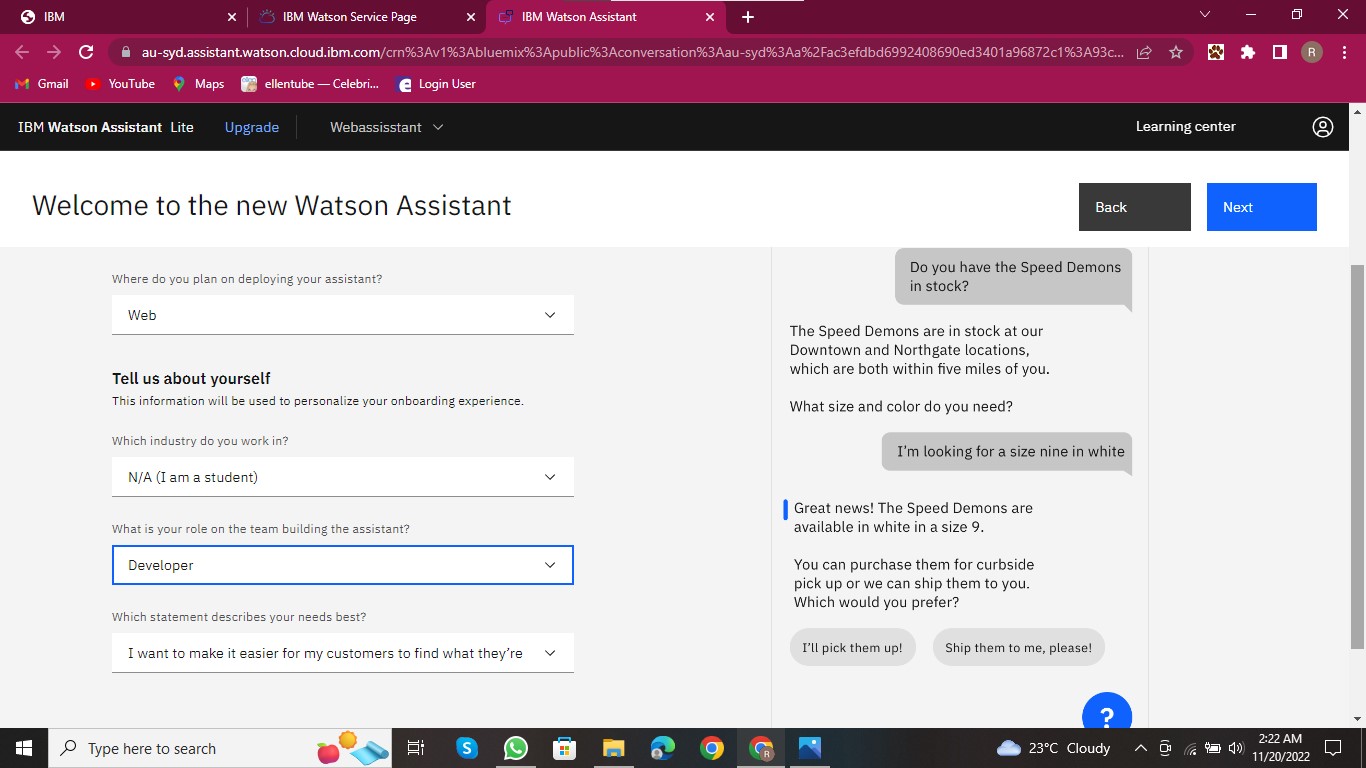 IBM
IBM Watson Service Page
IBM Watson Assistant
au-syd.assistant.watson.cloud.ibm.com/crn%3Av1%3Abluemix%3Apublic%3Aconversation%3Aau-syd%3Aa%2Fac3efdbd6992408690ed3401a96872c1%3A93c...
R
Gmail
YouTube
Maps
ellentube — Celebri...
Login User
IBM Watson Assistant Lite
Upgrade
Webassisstant
Learning center
Welcome to the new Watson Assistant
Back
Next
Where do you plan on deploying your assistant?
Web
Tell us about yourself
This information will be used to personalize your onboarding experience.
Which industry do you work in?
N/A (I am a student)
What is your role on the team building the assistant?
Developer
Which statement describes your needs best?
I want to make it easier for my customers to find what they’re
Do you have the Speed Demons
in stock?
The Speed Demons are in stock at our
Downtown and Northgate locations,
which are both within five miles of you.
What size and color do you need?
I’m looking for a size nine in white
Great news! The Speed Demons are
available in white in a size 9.
You can purchase them for curbside
pick up or we can ship them to you.
Which would you prefer?
I’ll pick them up!
Ship them to me, please!
?
Type here to search
R
23°C Cloudy
2:22 AM
11/20/2022